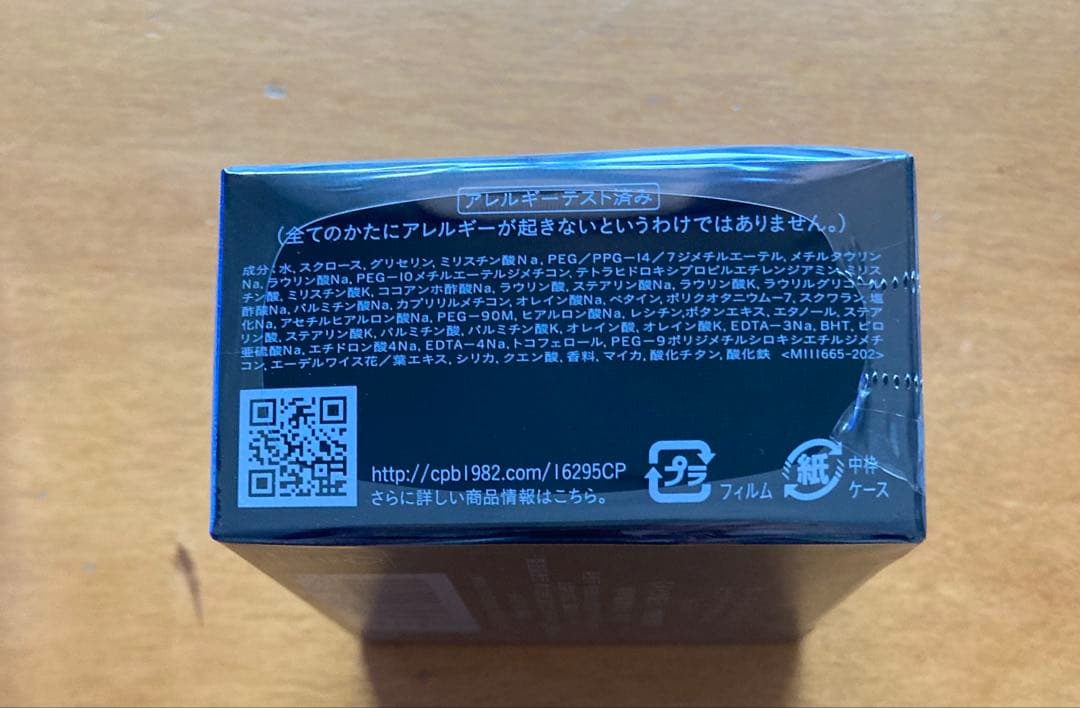 アレルギーテスト済み
(全てのかたにアレルギーが起きないというわけではありません。)
成分:水, スクロース, グリセリン, ミリスチン酸Na, PEG/PPG-14/7ジメチルエーテル, メチルタウリン
Na, ラウリン酸Na, PEG-10メチルエーテルジメチコン, テトラヒドロキシプロピルエチレンジアミン, ミリス
チン酸, ミリスチン酸K, ココアンホ酢酸Na, ラウリン酸, ステアリン酸Na, ラウリン酸K, ラウリルグリコール
酢酸Na, パルミチン酸Na, カプリリルメチコン, オレイン酸Na, ベタイン, ポリクオタニウム-7, スクワラン, 塩
化Na, アセチルヒアルロン酸Na, PEG-90M, ヒアルロン酸Na, レシチン, ボタンエキス, エタノール, ステア
リン酸, ステアリン酸K, パルミチン酸, パルミチン酸K, オレイン酸, オレイン酸K, EDTA-3Na, BHT, ピロ
亜硫酸Na, エチドロン酸4Na, EDTA-4Na, トコフェロール, PEG-9ポリジメチルシロキシエチルジメチ
コン, エーデルワイス花/葉エキス, シリカ, クエン酸, 香料, マイカ, 酸化チタン, 酸化鉄 <M111665-202>
http://cpb1982.com/16295CP
さらに詳しい商品情報はこちら。
プラ
フィルム
紙
中枠
ケース